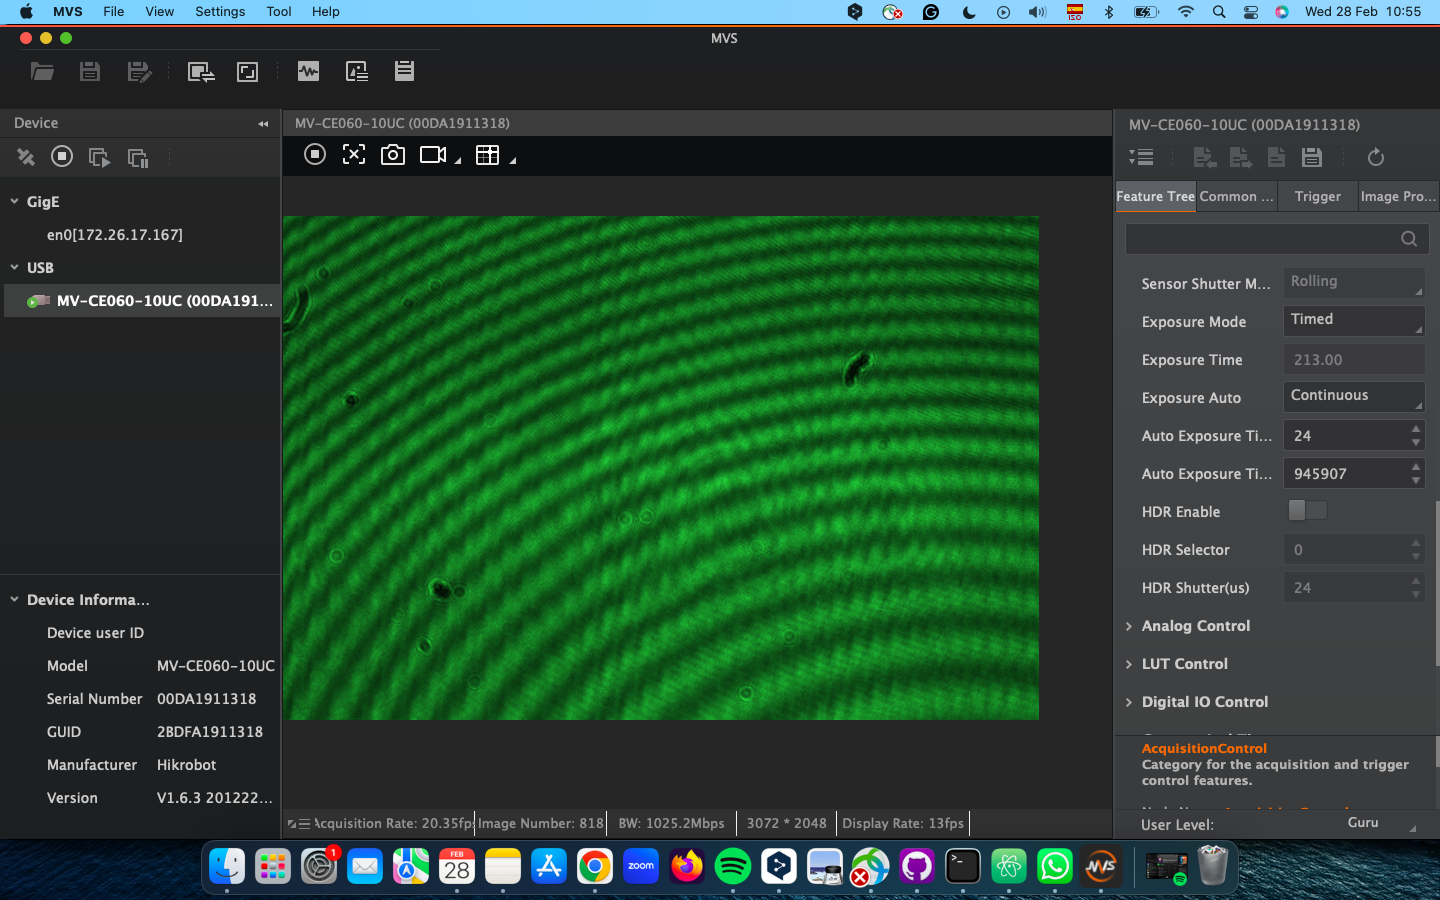 MVS File View Settings Tool Help
ISO
Wed 28 Feb 10:55
MVS
Device
MV-CE060-10UC (00DA1911318)
MV-CE060-10UC (00DA1911318)
GigE
en0[172.26.17.167]
USB
MV-CE060-10UC (00DA191...
Feature Tree Common ... Trigger Image Pro...
Sensor Shutter M... Rolling
Exposure Mode Timed
Exposure Time 213.00
Exposure Auto Continuous
Auto Exposure Ti... 24
Auto Exposure Ti... 945907
HDR Enable
HDR Selector 0
HDR Shutter(us) 24
Analog Control
LUT Control
Digital IO Control
AcquisitionControl
Category for the acquisition and trigger
control features.
User Level: Guru
Device Informa...
Device user ID
Model MV-CE060-10UC
Serial Number 00DA1911318
GUID 2BDFA1911318
Manufacturer Hikrobot
Version V1.6.3 201222...
Acquisition Rate: 20.35fps Image Number: 818 BW: 1025.2Mbps 3072 * 2048 Display Rate: 13fps
1
FEB
28
zoom
MVS